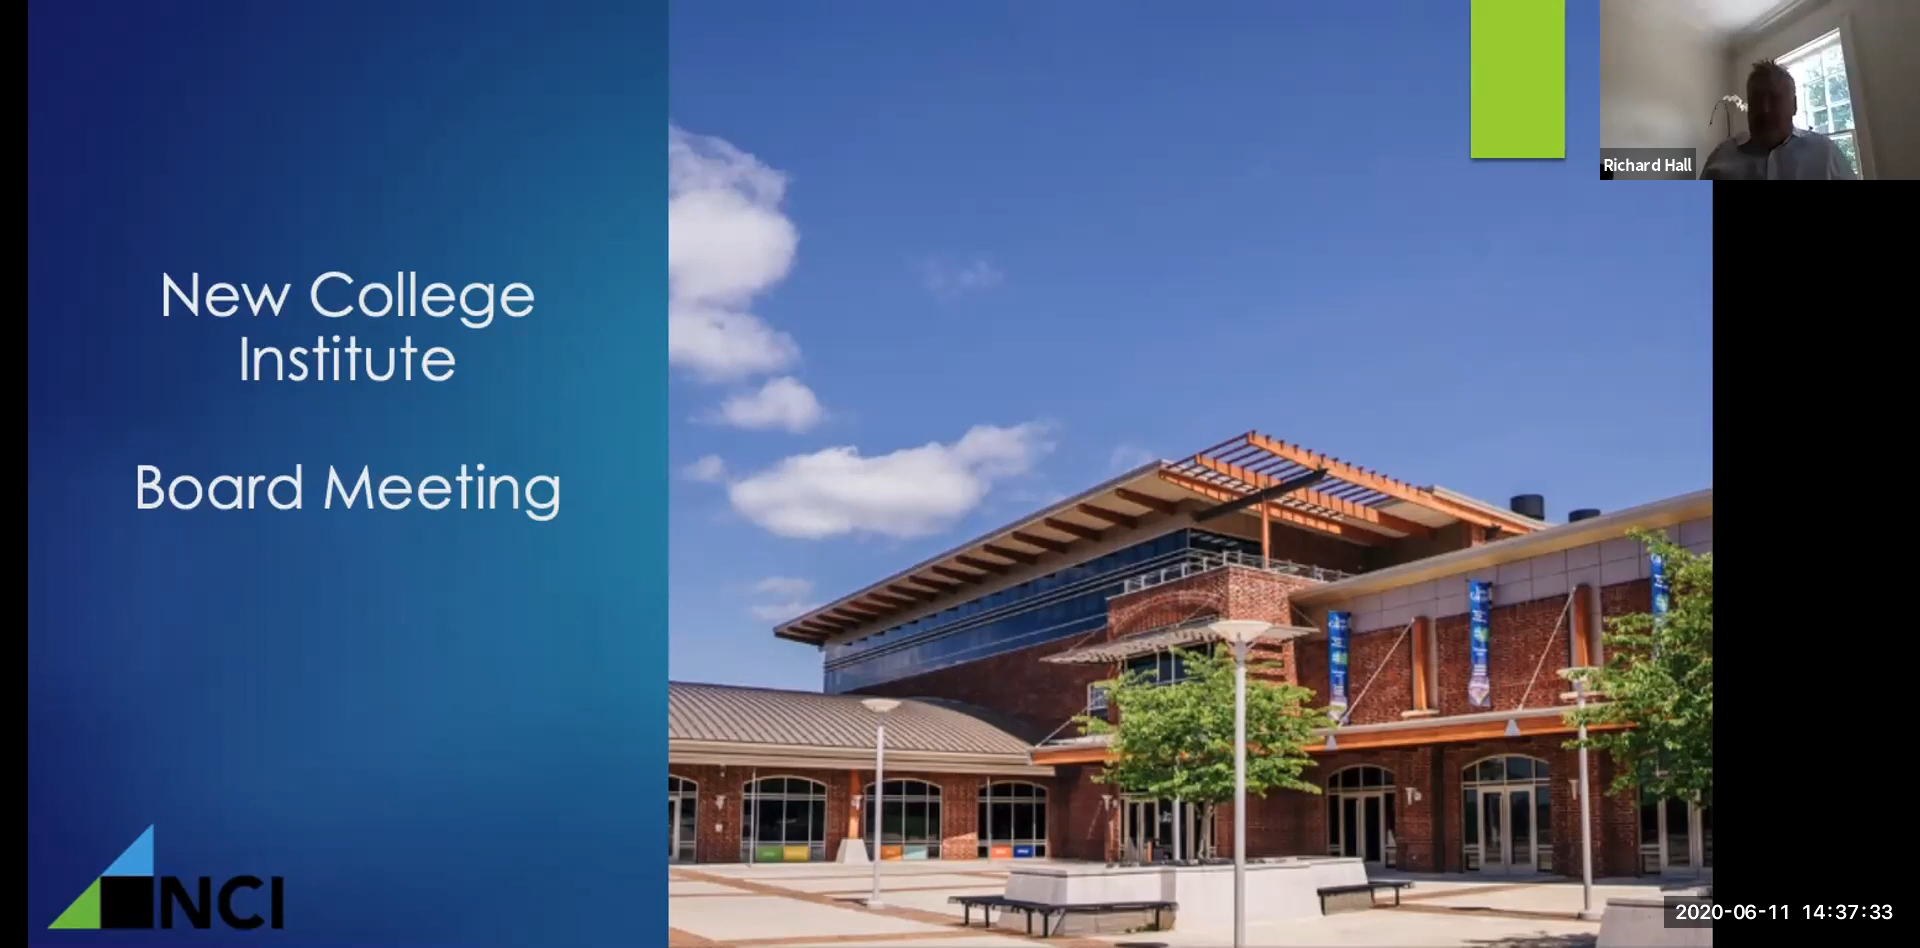 New College
Institute
Board Meeting
NCI
Richard Hall
2020-06-11 14:37:33